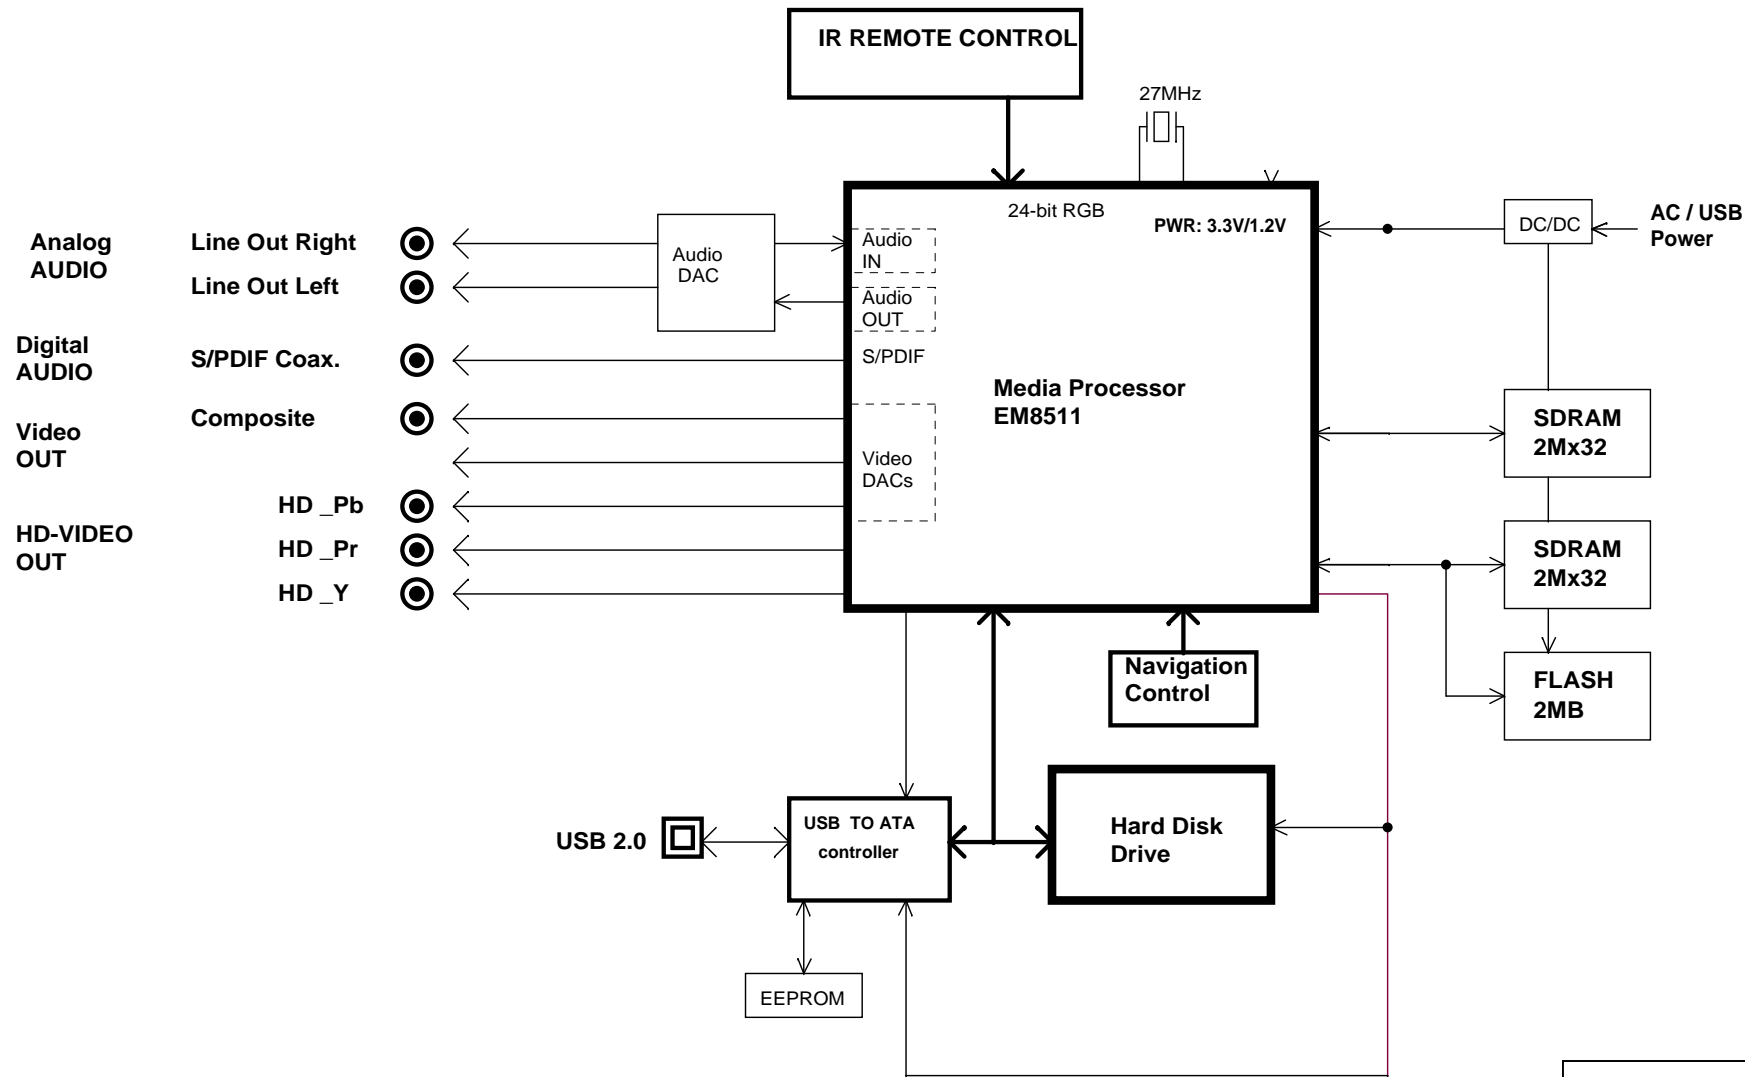 IR REMOTE CONTROL
27MHz
24-bit RGB
PWR: 3.3V/1.2V
DC/DC
AC / USB
Power
Analog
AUDIO
Line Out Right
Line Out Left
Audio
DAC
Audio
IN
Audio
OUT
Digital
AUDIO
S/PDIF Coax.
S/PDIF
Media Processor
EM8511
Video
OUT
Composite
Video
DACs
SDRAM
2Mx32
HD-VIDEO
OUT
HD _Pb
HD _Pr
HD _Y
SDRAM
2Mx32
Navigation
Control
FLASH
2MB
USB 2.0
USB TO ATA
controller
Hard Disk
Drive
EEPROM